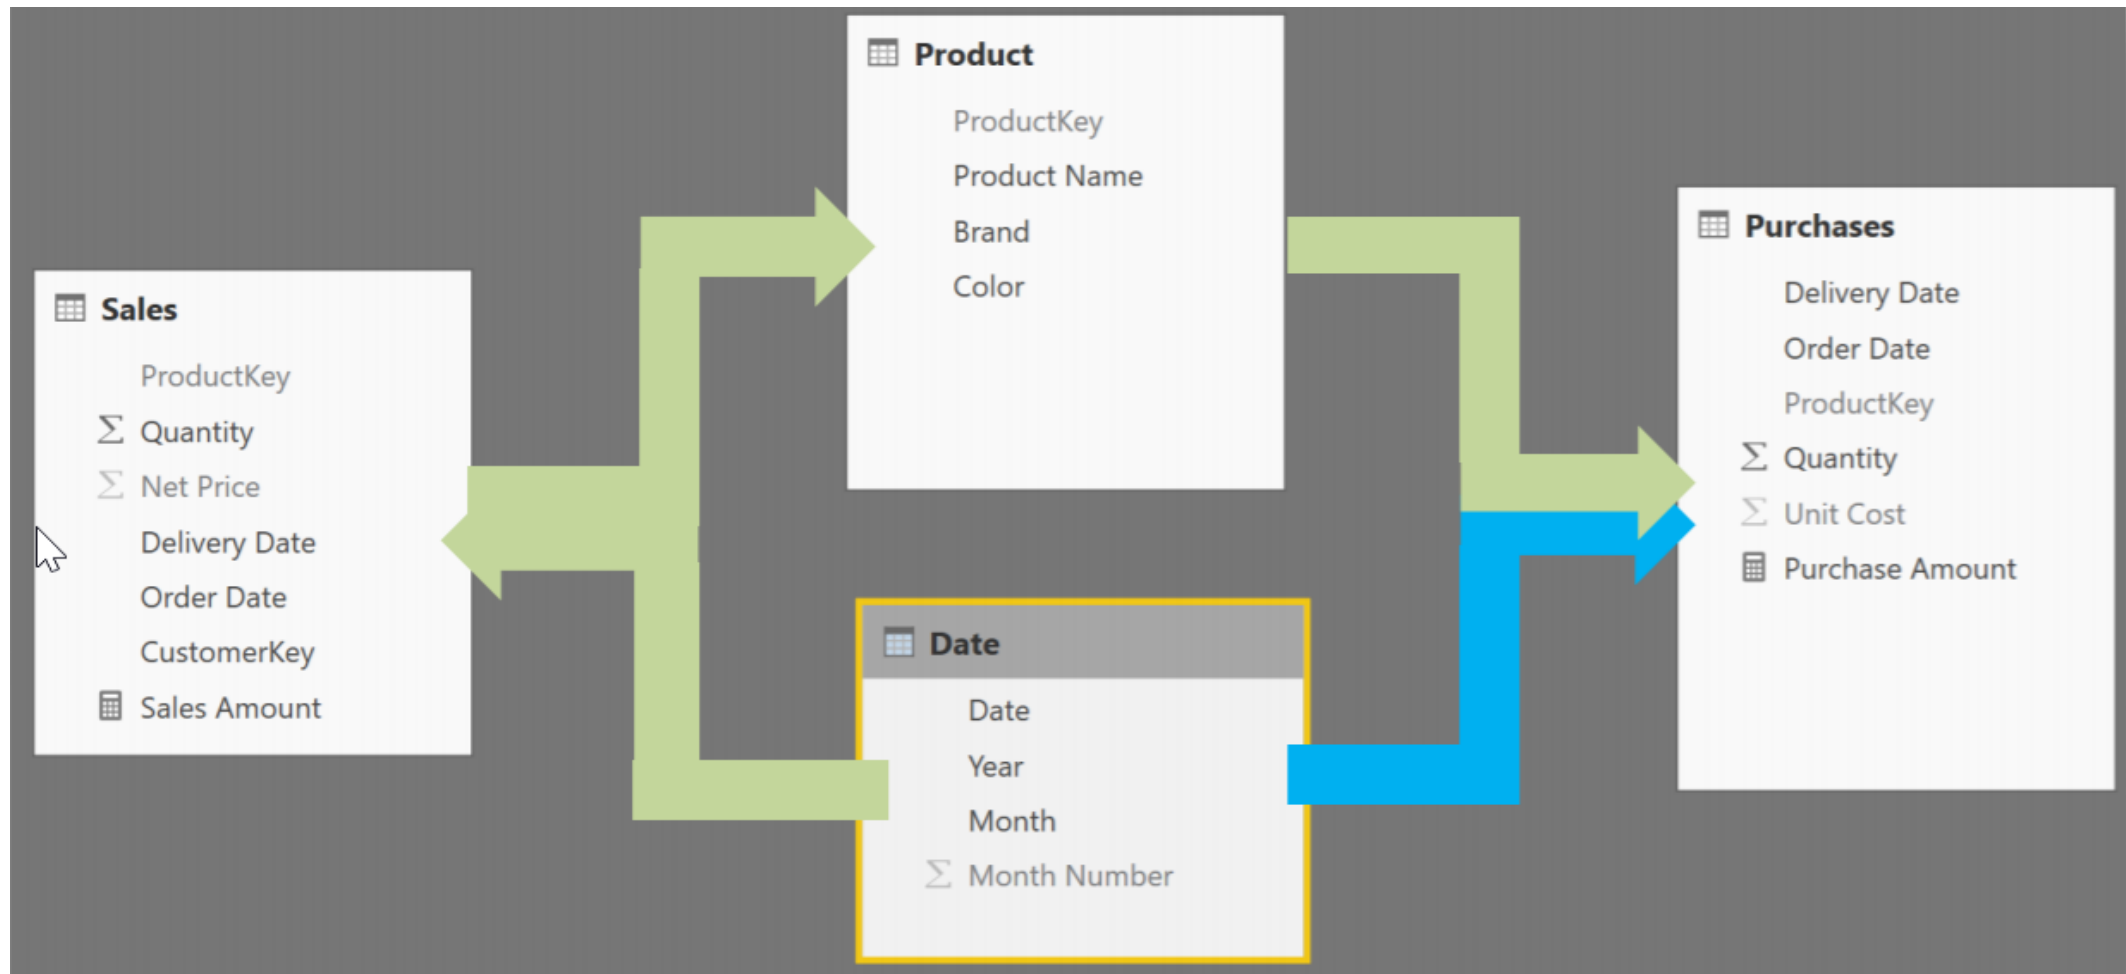 Product
ProductKey
Product Name
Brand
Color
Sales
ProductKey
Σ Quantity
Σ Net Price
Delivery Date
Order Date
CustomerKey
Sales Amount
Date
Date
Year
Month
Σ Month Number
Purchases
Delivery Date
Order Date
ProductKey
Σ Quantity
Σ Unit Cost
Purchase Amount